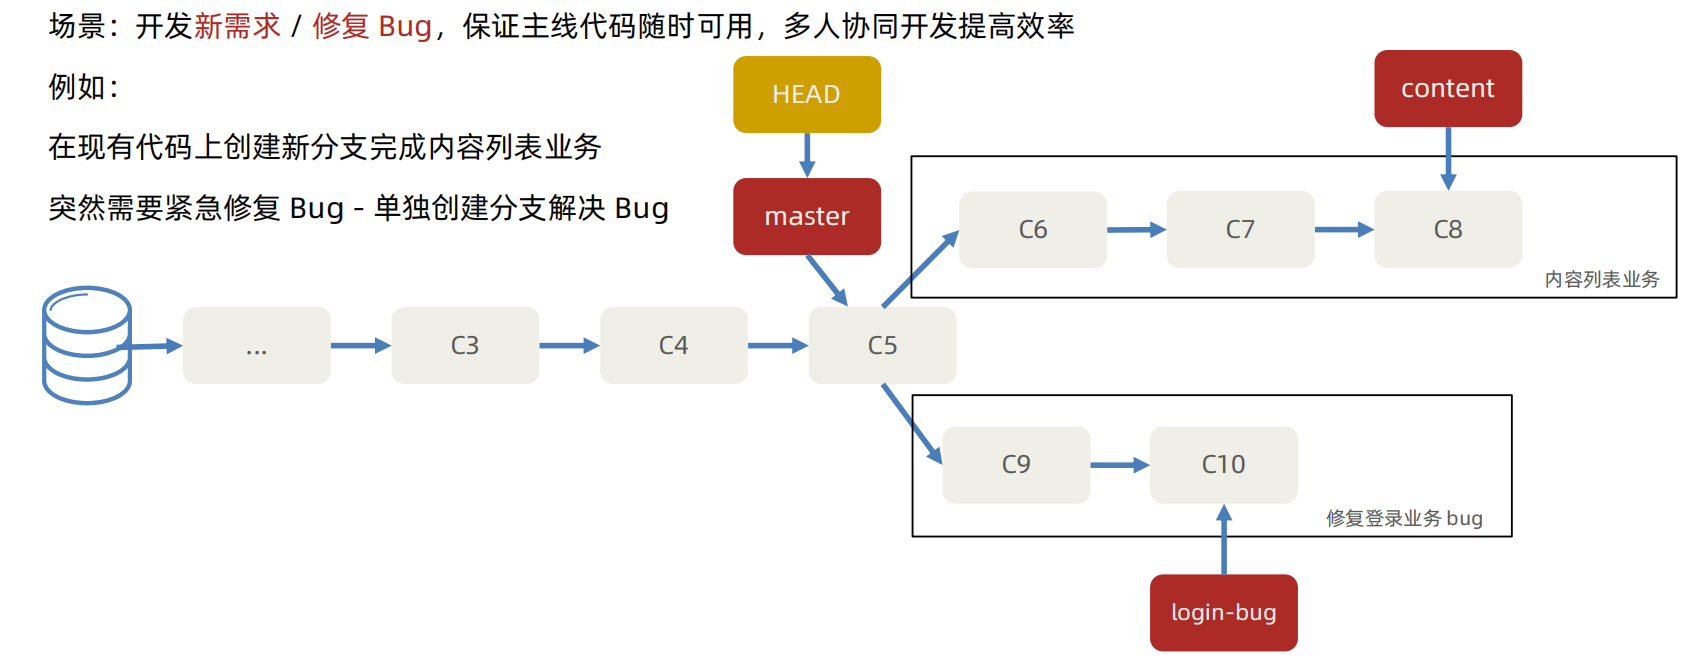 场景：开发新需求 / 修复 Bug，保证主线代码随时可用，多人协同开发提高效率
例如：
在现有代码上创建新分支完成内容列表业务
突然需要紧急修复 Bug - 单独创建分支解决 Bug
HEAD
content
master
C6
C7
C8
内容列表业务
...
C3
C4
C5
C9
C10
修复登录业务 bug
login-bug